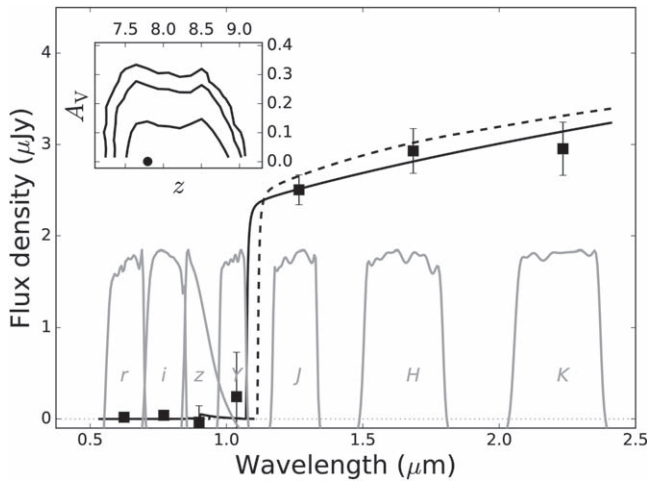 7.5 8.0 8.5 9.0
0.4
0.3
0.2
0.1
0.0
A_V
z
4
3
2
1
0
Flux density (μJy)
r i z Y J H K
0.5 1.0 1.5 2.0 2.5
Wavelength (μm)